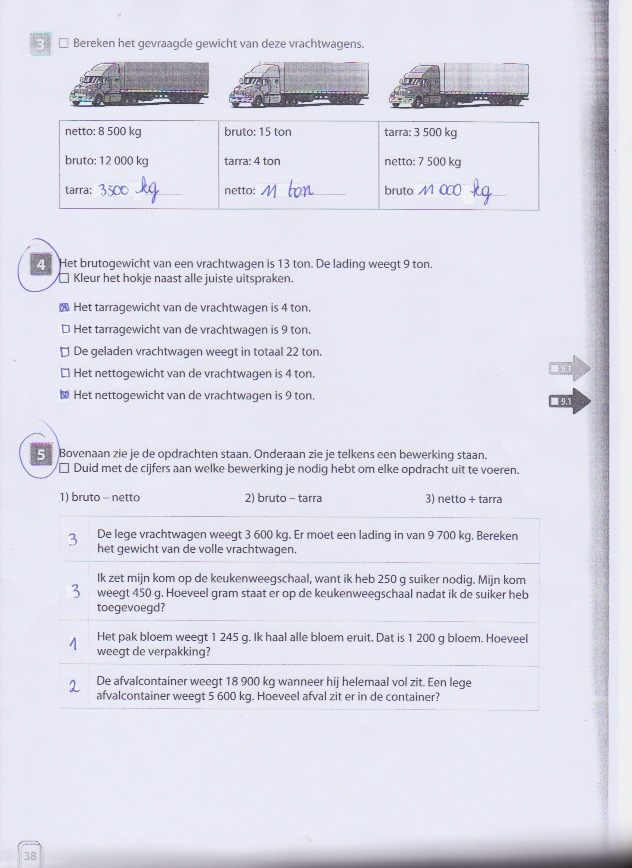 3 Bereken het gevraagde gewicht van deze vrachtwagens.
netto: 8 500 kg
bruto: 12 000 kg
tarra: 3500 kg
bruto: 15 ton
tarra: 4 ton
netto: 11 ton
tarra: 3 500 kg
netto: 7 500 kg
bruto 11 000 kg
4 Het brutogewicht van een vrachtwagen is 13 ton. De lading weegt 9 ton.
Kleur het hokje naast alle juiste uitspraken.
Het tarragewicht van de vrachtwagen is 4 ton.
Het tarragewicht van de vrachtwagen is 9 ton.
De geladen vrachtwagen weegt in totaal 22 ton.
Het nettogewicht van de vrachtwagen is 4 ton.
Het nettogewicht van de vrachtwagen is 9 ton.
9.1
9.1
5 Bovenaan zie je de opdrachten staan. Onderaan zie je telkens een bewerking staan.
Duid met de cijfers aan welke bewerking je nodig hebt om elke opdracht uit te voeren.
1) bruto – netto 2) bruto – tarra 3) netto + tarra
3 De lege vrachtwagen weegt 3 600 kg. Er moet een lading in van 9 700 kg. Bereken
het gewicht van de volle vrachtwagen.
3 Ik zet mijn kom op de keukenweegschaal, want ik heb 250 g suiker nodig. Mijn kom
weegt 450 g. Hoeveel gram staat er op de keukenweegschaal nadat ik de suiker heb
toegevoegd?
1 Het pak bloem weegt 1 245 g. Ik haal alle bloem eruit. Dat is 1 200 g bloem. Hoeveel
weegt de verpakking?
2 De afvalcontainer weegt 18 900 kg wanneer hij helemaal vol zit. Een lege
afvalcontainer weegt 5 600 kg. Hoeveel afval zit er in de container?
38